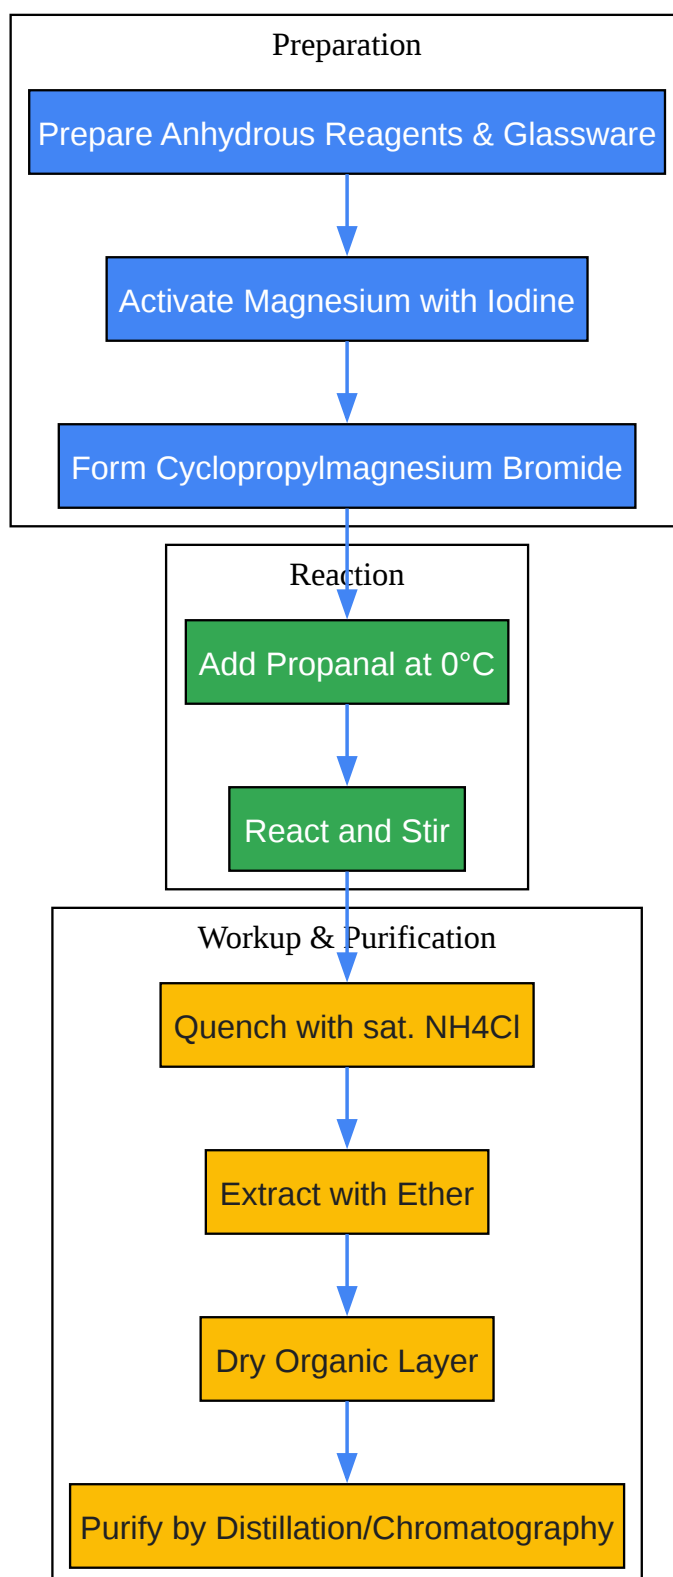 Preparation
Prepare Anhydrous Reagents & Glassware
Activate Magnesium with Iodine
Form Cyclopropylmagnesium Bromide
Reaction
Add Propanal at 0°C
React and Stir
Workup & Purification
Quench with sat. NH4Cl
Extract with Ether
Dry Organic Layer
Purify by Distillation/Chromatography